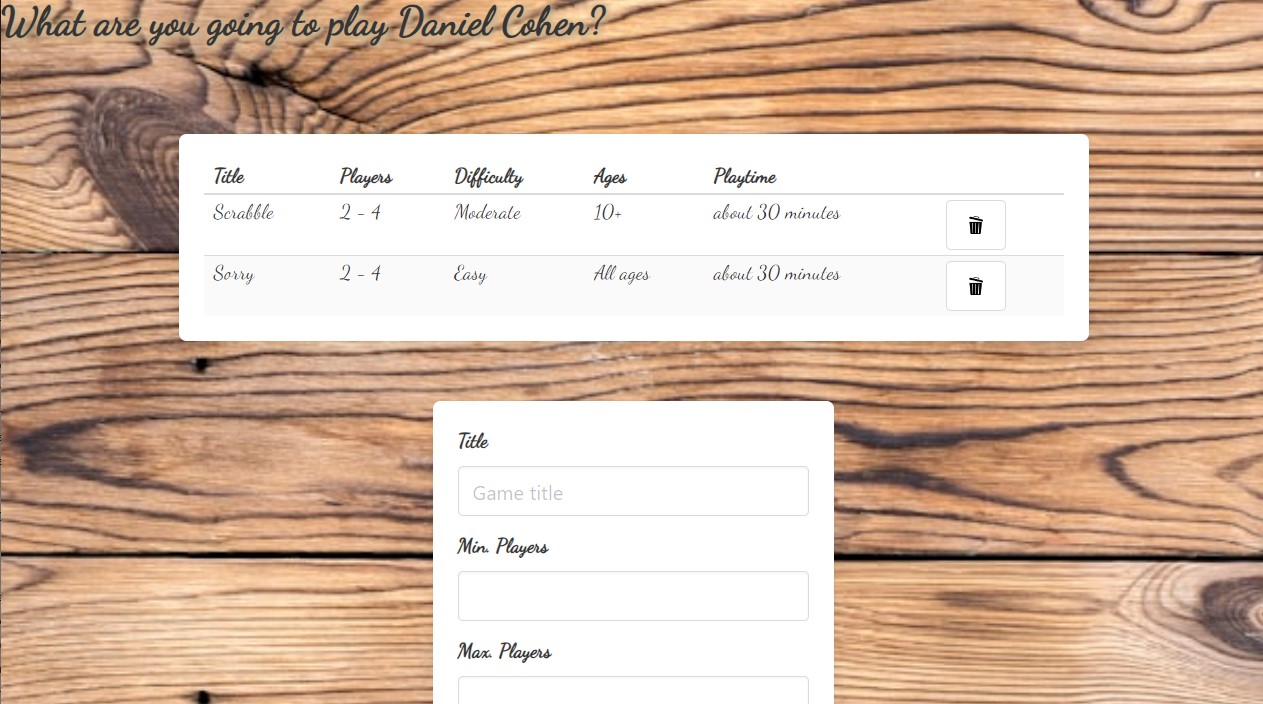 What are you going to play Daniel Cohen?
Title Players Difficulty Ages Playtime
Scrabble 2 - 4 Moderate 10+ about 30 minutes
Sorry 2 - 4 Easy All ages about 30 minutes
Title
Game title
Min. Players
Max. Players